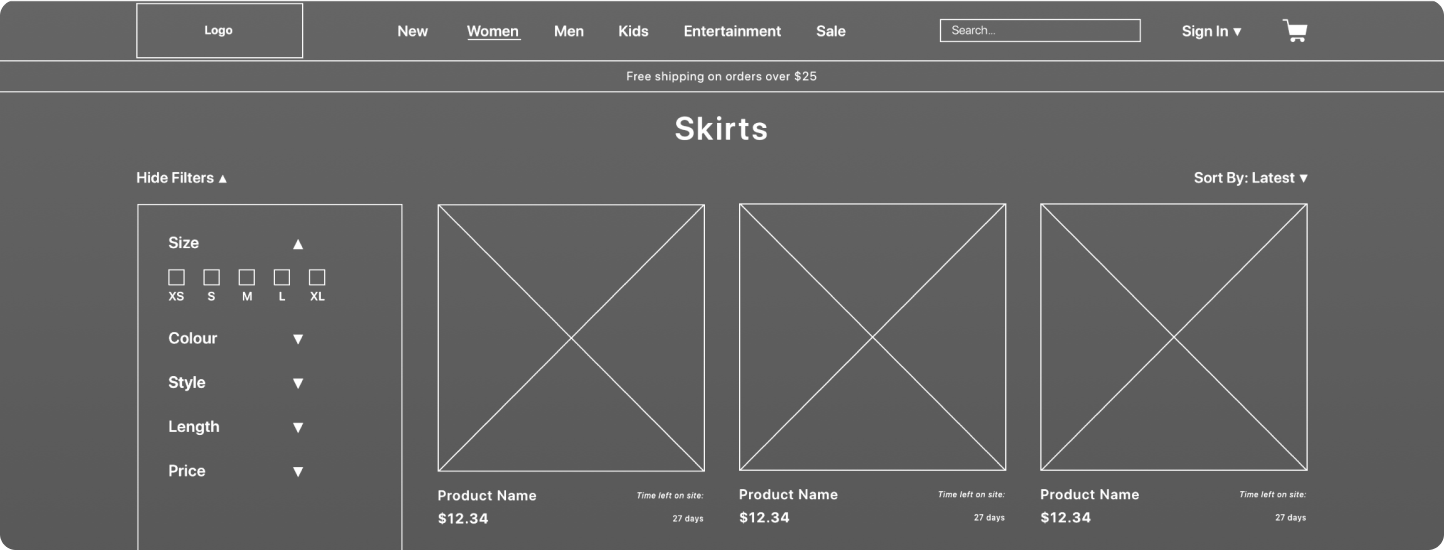 Logo New Women Men Kids Entertainment Sale Search... Sign In ▼
Free shipping on orders over $25
Skirts
Hide Filters ▲ Sort By: Latest ▼
Size ▲
XS S M L XL
Colour ▼
Style ▼
Length ▼
Price ▼
Product Name Time left on site:
$12.34 27 days
Product Name Time left on site:
$12.34 27 days
Product Name Time left on site:
$12.34 27 days